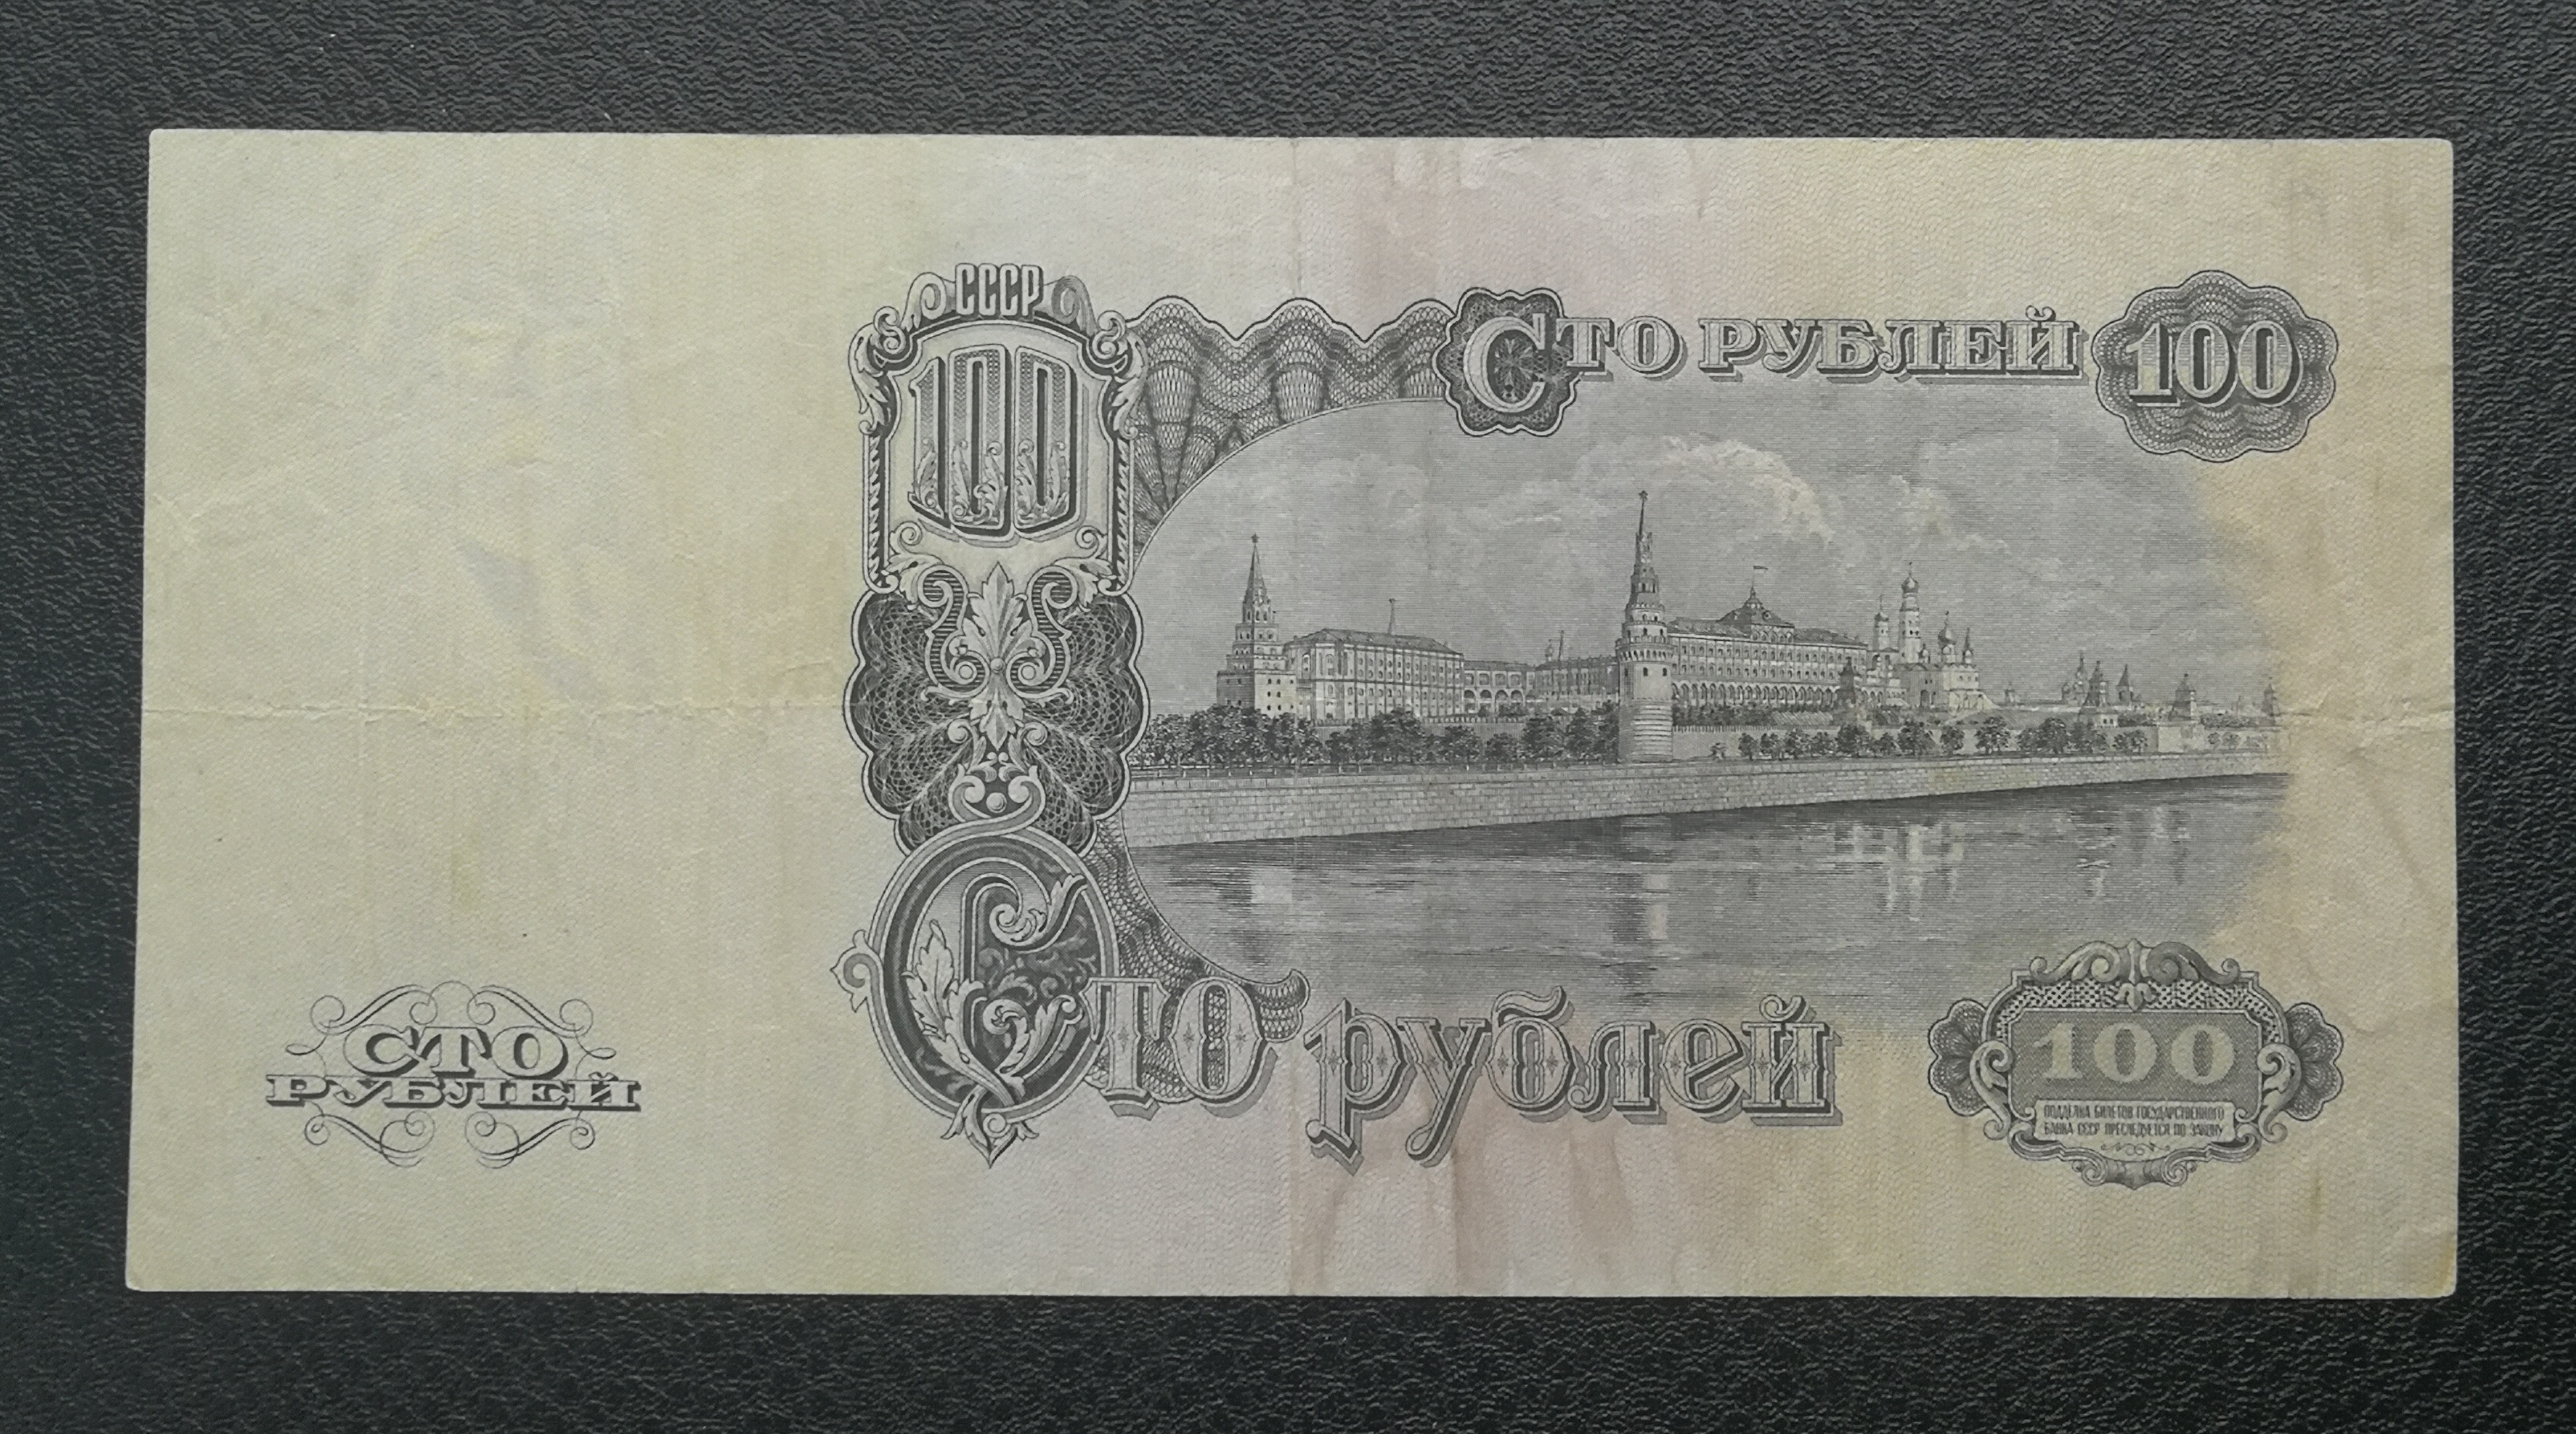 СССР
100
СТО РУБЛЕЙ
100
СТО
РУБЛЕЙ
Сто рублей
100
ПОДДЕЛКА БИЛЕТОВ ГОСУДАРСТВЕННОГО
БАНКА СССР ПРЕСЛЕДУЕТСЯ ПО ЗАКОНУ